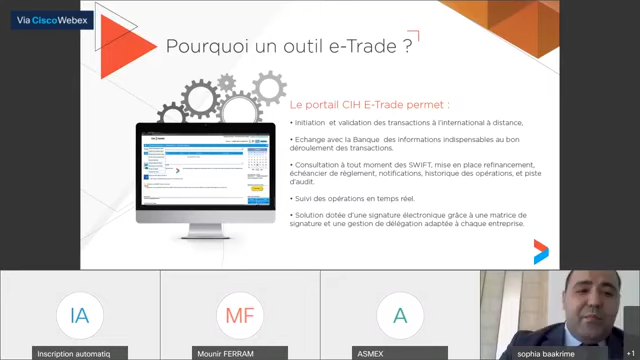 Via CiscoWebex
Pourquoi un outil e-Trade ?
Le portail CIH E-Trade permet :
• Initiation et validation des transactions à l'international à distance,
• Echange avec la Banque des informations indispensables au bon
déroulement des transactions.
• Consultation à tout moment des SWIFT, mise en place refinancement,
échéancier de règlement, notifications, historique des opérations, et piste
d'audit.
• Suivi des opérations en temps réel.
• Solution dotée d'une signature électronique grâce à une matrice de
signature et une gestion de délégation adaptée à chaque entreprise.
IA
MF
A
Inscription automatiq
Mounir FERRAM
ASMEX
sophia baakrime
+1